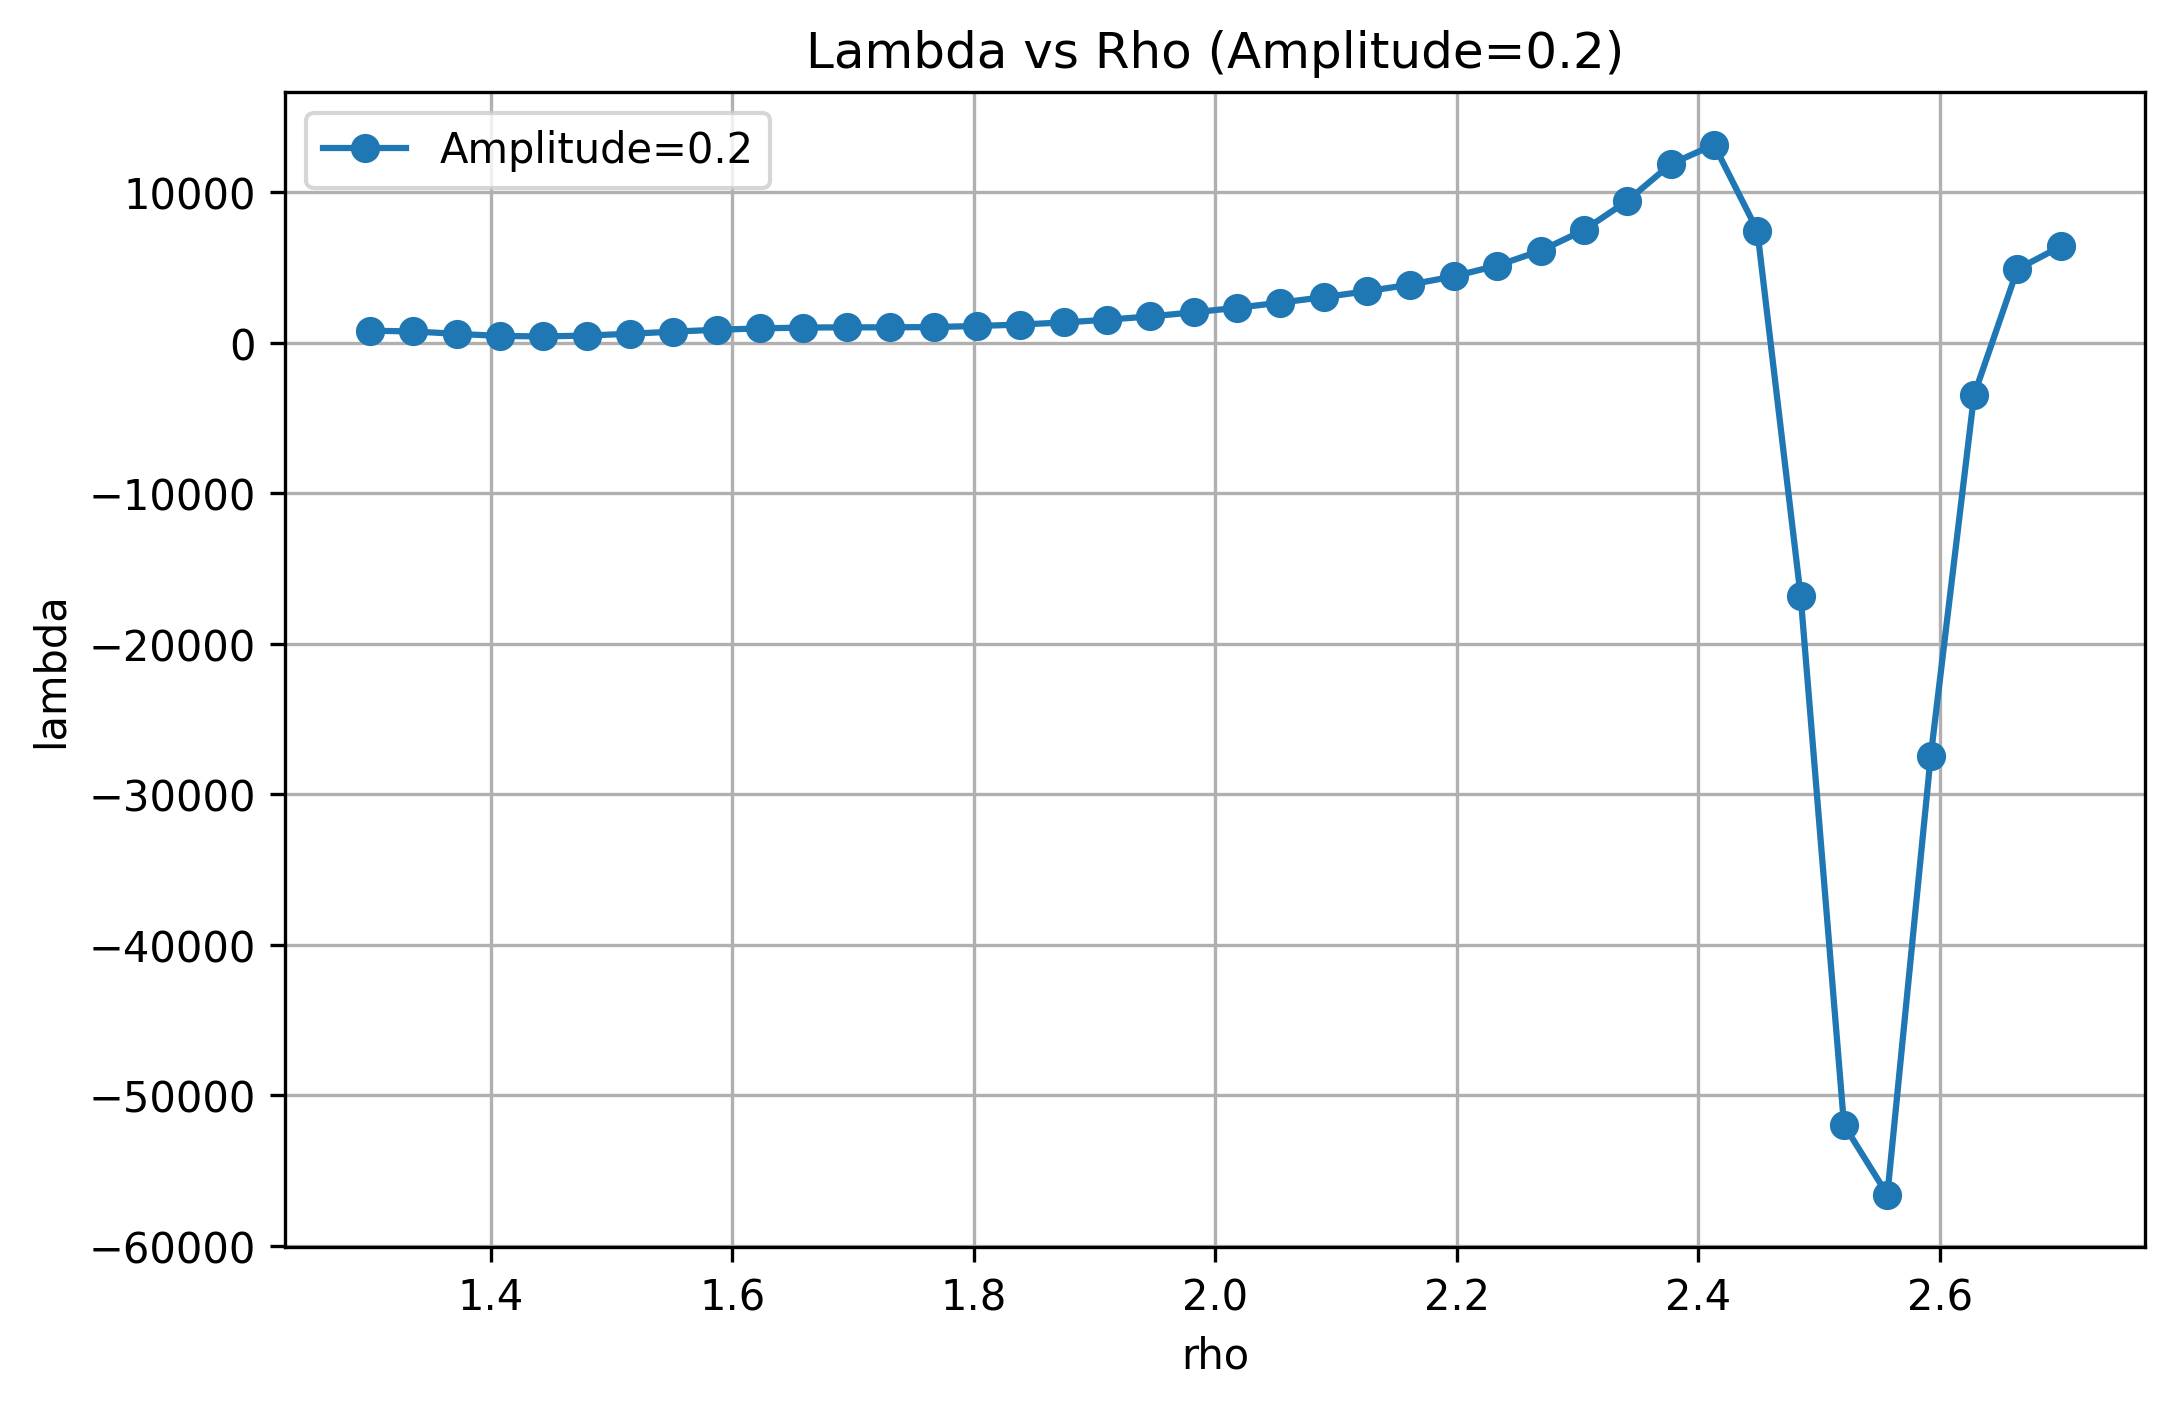 Lambda vs Rho (Amplitude=0.2)
Amplitude=0.2
10000
0
−10000
−20000
−30000
−40000
−50000
−60000
lambda
1.4 1.6 1.8 2.0 2.2 2.4 2.6
rho